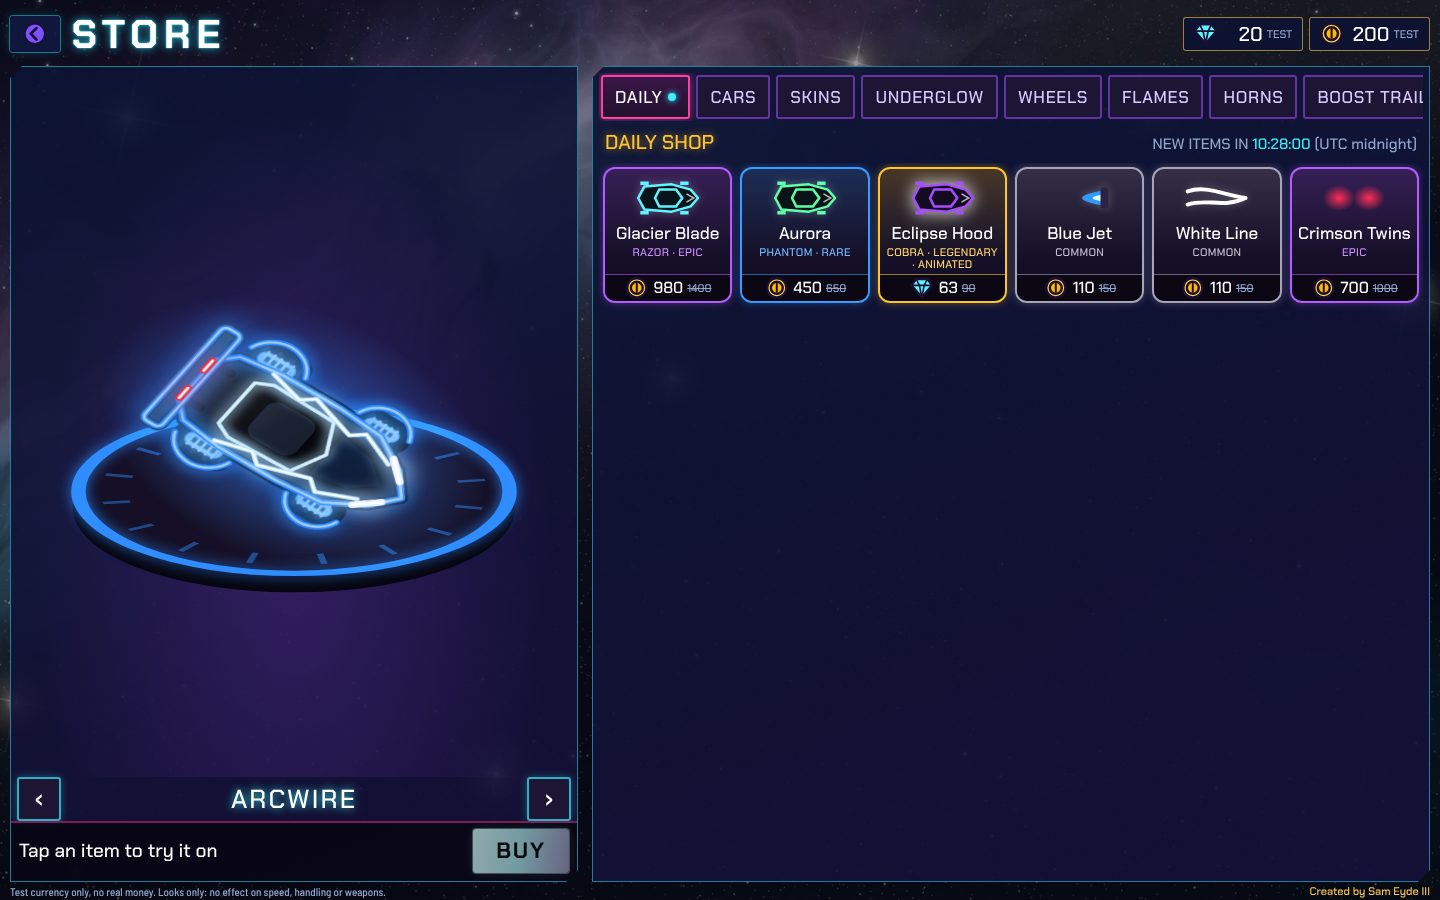 STORE
20 TEST
200 TEST
DAILY
CARS
SKINS
UNDERGLOW
WHEELS
FLAMES
HORNS
BOOST TRAIL
DAILY SHOP
NEW ITEMS IN 10:28:00 (UTC midnight)
Glacier Blade
RAZOR · EPIC
980 1400
Aurora
PHANTOM · RARE
450 650
Eclipse Hood
COBRA · LEGENDARY
· ANIMATED
63 90
Blue Jet
COMMON
110 150
White Line
COMMON
110 150
Crimson Twins
EPIC
700 1000
‹
ARCWIRE
›
Tap an item to try it on
BUY
Test currency only, no real money. Looks only: no effect on speed, handling or weapons.
Created by Sam Eyde III